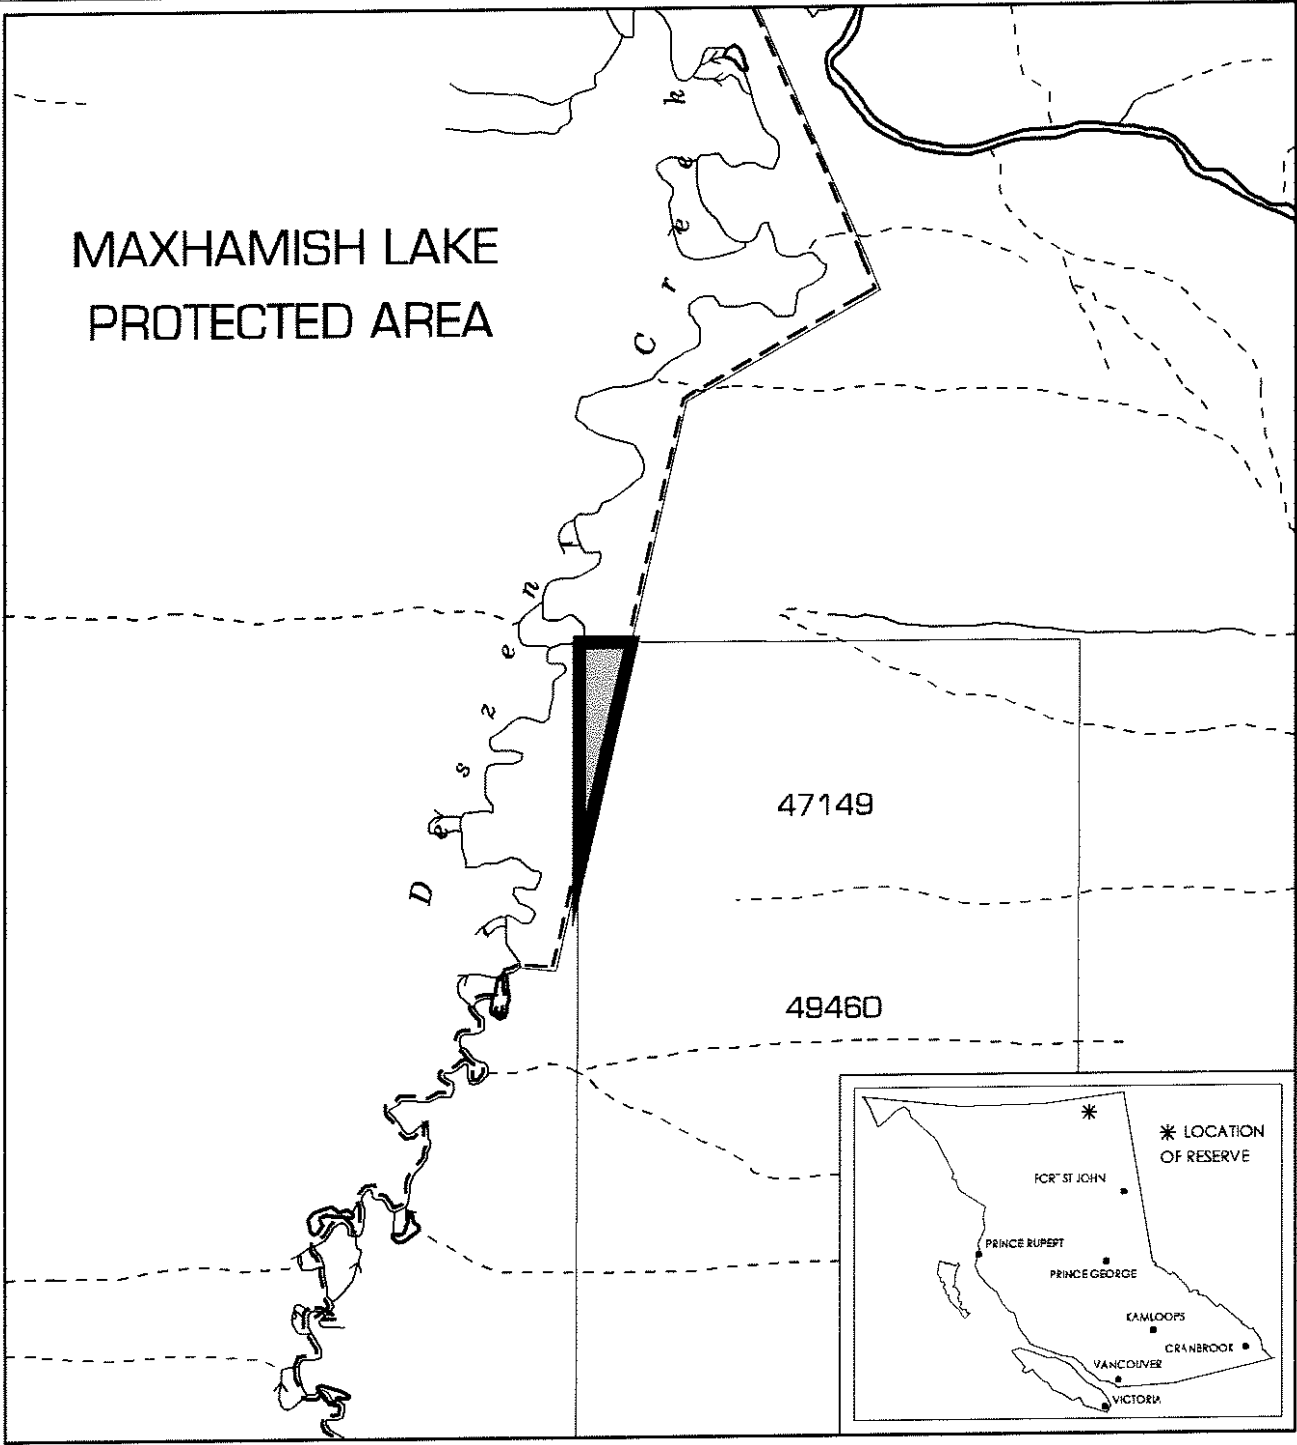 MAXHAMISH LAKE
PROTECTED AREA
Creek
47149
49460
LOCATION
OF RESERVE
FORT ST JOHN
PRINCE RUPERT
PRINCE GEORGE
KAMLOOPS
CRANBROOK
VANCOUVER
VICTORIA